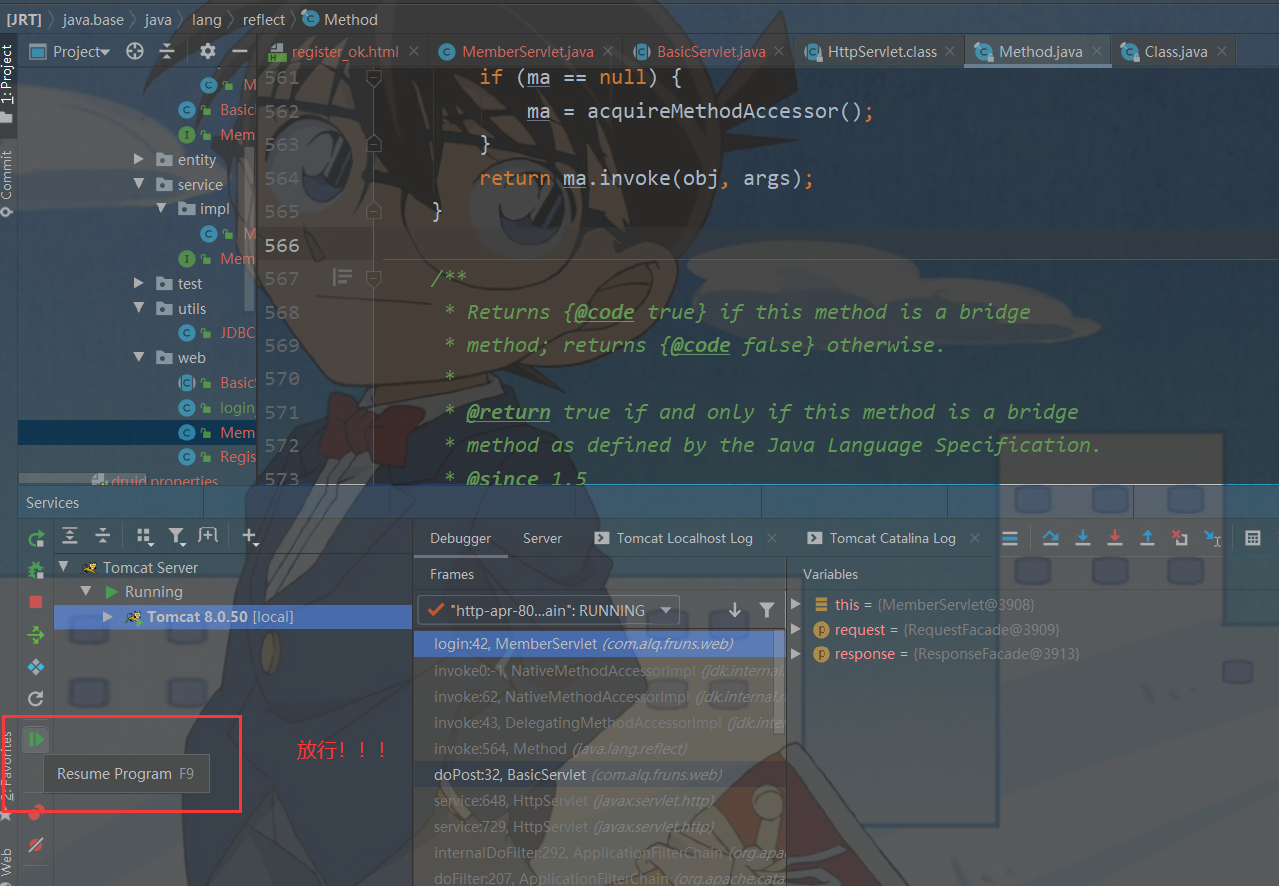 [JRT] java.base java lang reflect Method
1: Project
Commit
Project
register_ok.html
MemberServlet.java
BasicServlet.java
HttpServlet.class
Method.java
Class.java
M
Basic
Mem
entity
service
impl
M
Mem
test
utils
JDBC
web
Basic
login
Mem
Regis
druid.properties
561 if (ma == null) {
562 ma = acquireMethodAccessor();
563 }
564 return ma.invoke(obj, args);
565 }
566
567 /**
568 * Returns {@code true} if this method is a bridge
569 * method; returns {@code false} otherwise.
570 *
571 * @return true if and only if this method is a bridge
572 * method as defined by the Java Language Specification.
573 * @since 1.5
Services
Tomcat Server
Running
Tomcat 8.0.50 [local]
Debugger
Server
Tomcat Localhost Log
Tomcat Catalina Log
Frames
Variables
"http-apr-80...ain": RUNNING
login:42, MemberServlet (com.alq.fruns.web)
invoke0:-1, NativeMethodAccessorImpl (jdk.internal.
invoke:62, NativeMethodAccessorImpl (jdk.internal.r
invoke:43, DelegatingMethodAccessorImpl (jdk.inter
invoke:564, Method (java.lang.reflect)
doPost:32, BasicServlet (com.alq.fruns.web)
service:648, HttpServlet (javax.servlet.http)
service:729, HttpServlet (javax.servlet.http)
internalDoFilter:292, ApplicationFilterChain (org.apa
doFilter:207, ApplicationFilterChain (org.apache.cata
this = {MemberServlet@3908}
request = {RequestFacade@3909}
response = {ResponseFacade@3913}
2: Favorites
Resume Program F9
放行！！！
Web